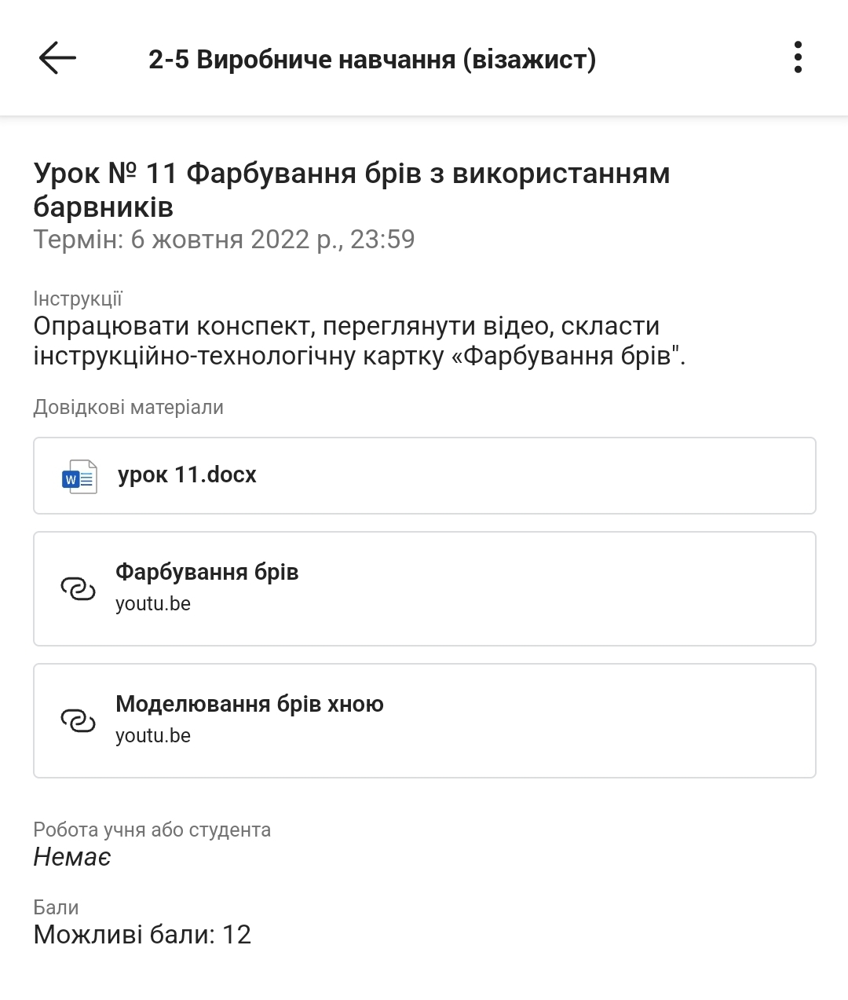 2-5 Виробниче навчання (візажист)
Урок № 11 Фарбування брів з використанням
барвників
Термін: 6 жовтня 2022 р., 23:59
Інструкції
Опрацювати конспект, переглянути відео, скласти
інструкційно-технологічну картку «Фарбування брів".
Довідкові матеріали
W
урок 11.docx
Фарбування брів
youtu.be
Моделювання брів хною
youtu.be
Робота учня або студента
Немає
Бали
Можливі бали: 12